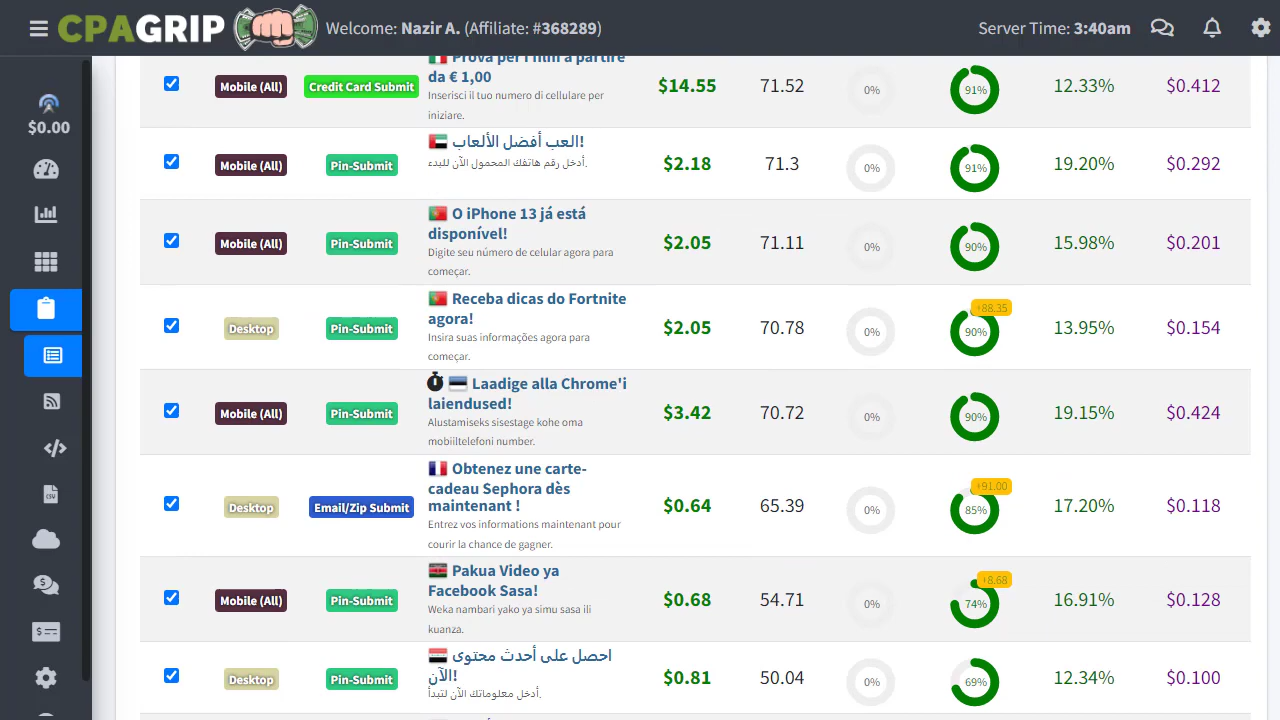 CPAGRIP
Welcome: Nazir A. (Affiliate: #368289)
Server Time: 3:40am
$0.00
Prova per i film a partire
da € 1,00
Inserisci il tuo numero di cellulare per
iniziare.
Mobile (All)
Credit Card Submit
$14.55
71.52
0%
91%
12.33%
$0.412
العب أفضل الألعاب!
أدخل رقم هاتفك المحمول الآن للبدء.
Mobile (All)
Pin-Submit
$2.18
71.3
0%
91%
19.20%
$0.292
O iPhone 13 já está
disponível!
Digite seu número de celular agora para
começar.
Mobile (All)
Pin-Submit
$2.05
71.11
0%
90%
15.98%
$0.201
Receba dicas do Fortnite
agora!
Insira suas informações agora para
começar.
Desktop
Pin-Submit
$2.05
70.78
0%
+88.35
90%
13.95%
$0.154
Laadige alla Chrome'i
laiendused!
Alustamiseks sisestage kohe oma
mobiiltelefoni number.
Mobile (All)
Pin-Submit
$3.42
70.72
0%
90%
19.15%
$0.424
Obtenez une carte-
cadeau Sephora dès
maintenant !
Entrez vos informations maintenant pour
courir la chance de gagner.
Desktop
Email/Zip Submit
$0.64
65.39
0%
+91.00
85%
17.20%
$0.118
Pakua Video ya
Facebook Sasa!
Weka nambari yako ya simu sasa ili
kuanza.
Mobile (All)
Pin-Submit
$0.68
54.71
0%
+8.68
74%
16.91%
$0.128
احصل على أحدث محتوى
الآن!
أدخل معلوماتك الآن لتبدأ.
Desktop
Pin-Submit
$0.81
50.04
0%
69%
12.34%
$0.100